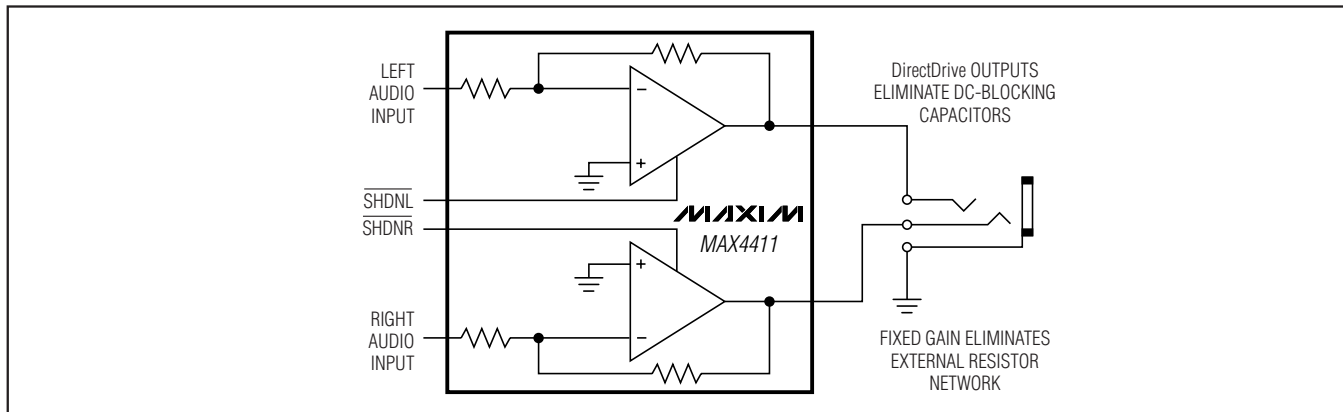 LEFT
AUDIO
INPUT
DirectDrive OUTPUTS
ELIMINATE DC-BLOCKING
CAPACITORS
−
+
SHDNL
SHDNR
MAXIM
MAX4411
+
−
RIGHT
AUDIO
INPUT
FIXED GAIN ELIMINATES
EXTERNAL RESISTOR
NETWORK